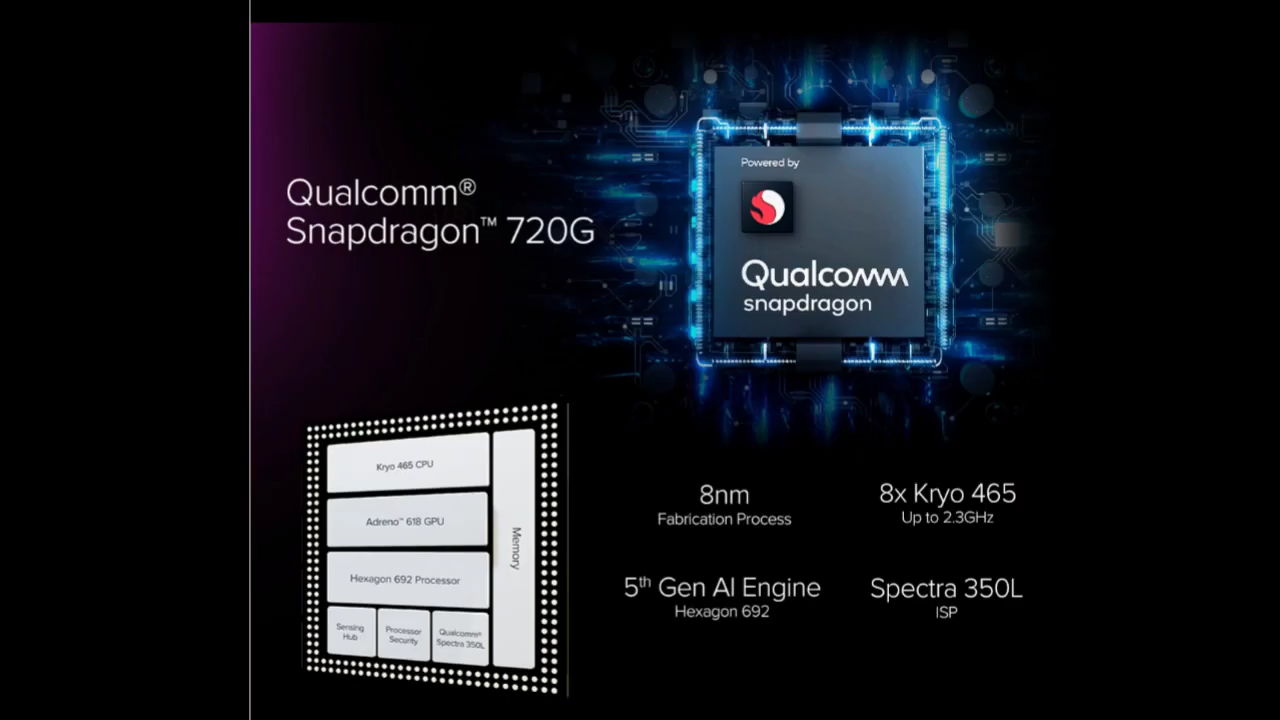 Qualcomm®
Snapdragon™ 720G
Powered by
Qualcomm
snapdragon
Kryo 465 CPU
Adreno™ 618 GPU
Hexagon 692 Processor
Sensing
Hub
Processor
Security
Qualcomm®
Spectra 350L
Memory
8nm
Fabrication Process
8x Kryo 465
Up to 2.3GHz
5th Gen AI Engine
Hexagon 692
Spectra 350L
ISP